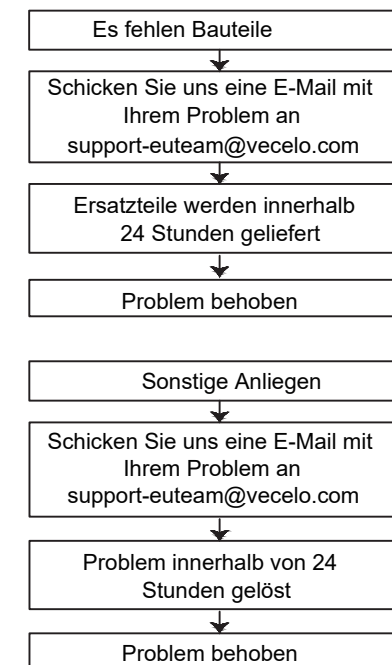 Es fehlen Bauteile
Schicken Sie uns eine E-Mail mit
Ihrem Problem an
support-euteam@vecelo.com
Ersatzteile werden innerhalb
24 Stunden geliefert
Problem behoben
Sonstige Anliegen
Schicken Sie uns eine E-Mail mit
Ihrem Problem an
support-euteam@vecelo.com
Problem innerhalb von 24
Stunden gelöst
Problem behoben